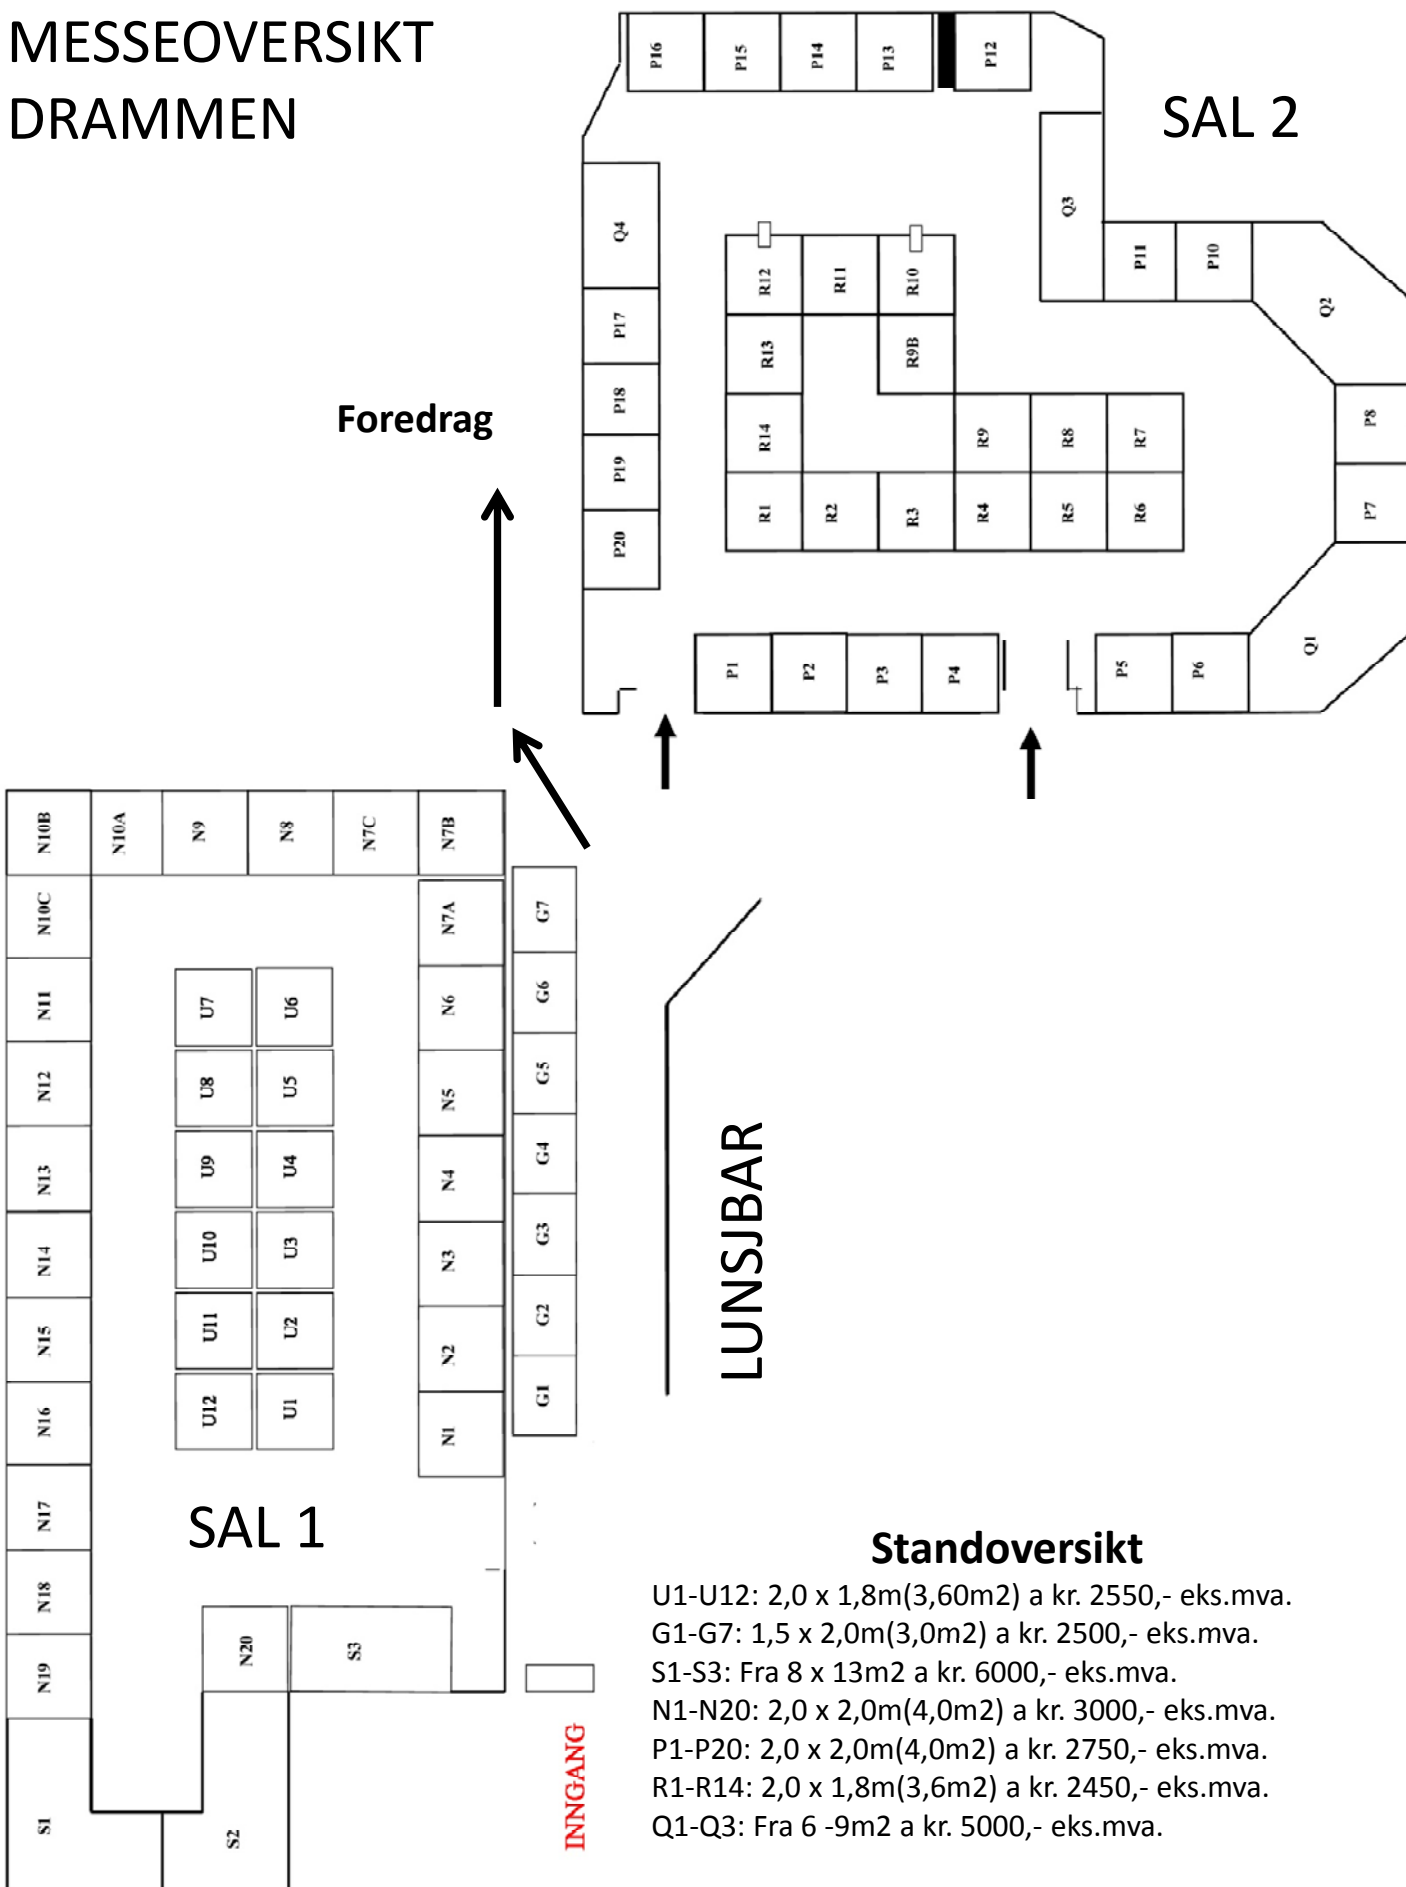 MESSEOVERSIKT
DRAMMEN
SAL 2
P16
P15
P14
P13
P12
Q4
Q3
R12
R11
R10
P11
P10
Q2
P17
R13
R9B
P18
R14
R9
R8
R7
P8
P19
P20
R1
R2
R3
R4
R5
R6
P7
P1
P2
P3
P4
P5
P6
Q1
Foredrag
N10B
N10A
N9
N8
N7C
N7B
N10C
N7A
G7
N11
U7
U6
N6
G6
N12
U8
U5
N5
G5
N13
U9
U4
N4
G4
N14
U10
U3
N3
G3
N15
U11
U2
N2
G2
N16
U12
U1
N1
G1
LUNSJBAR
N17
SAL 1
N18
N19
N20
S3
S1
S2
INNGANG
Standoversikt
U1-U12: 2,0 x 1,8m(3,60m2) a kr. 2550,- eks.mva.
G1-G7: 1,5 x 2,0m(3,0m2) a kr. 2500,- eks.mva.
S1-S3: Fra 8 x 13m2 a kr. 6000,- eks.mva.
N1-N20: 2,0 x 2,0m(4,0m2) a kr. 3000,- eks.mva.
P1-P20: 2,0 x 2,0m(4,0m2) a kr. 2750,- eks.mva.
R1-R14: 2,0 x 1,8m(3,6m2) a kr. 2450,- eks.mva.
Q1-Q3: Fra 6 -9m2 a kr. 5000,- eks.mva.